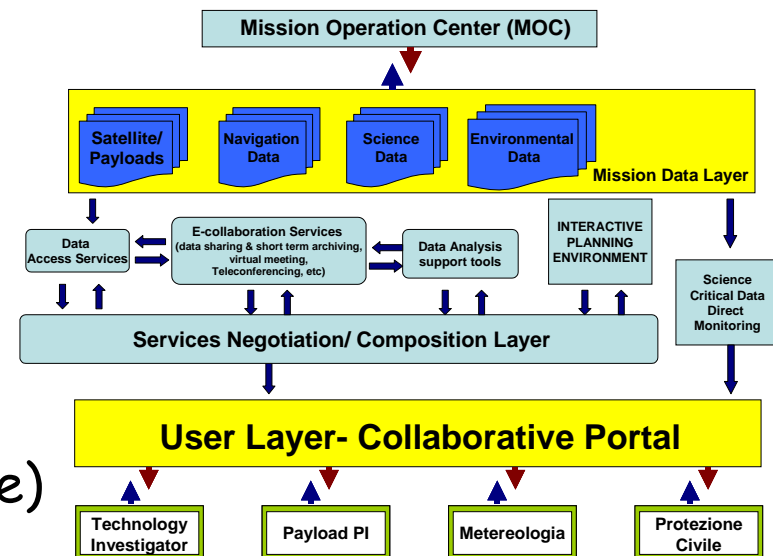 Mission Operation Center (MOC)
Satellite/
Payloads
Navigation
Data
Science
Data
Environmental
Data
Mission Data Layer
Data
Access Services
E-collaboration Services
(data sharing & short term archiving,
virtual meeting,
Teleconferencing, etc)
Data Analysis
support tools
INTERACTIVE
PLANNING
ENVIRONMENT
Science
Critical Data
Direct
Monitoring
Services Negotiation/ Composition Layer
User Layer- Collaborative Portal
e)
Technology
Investigator
Payload PI
Metereologia
Protezione
Civile